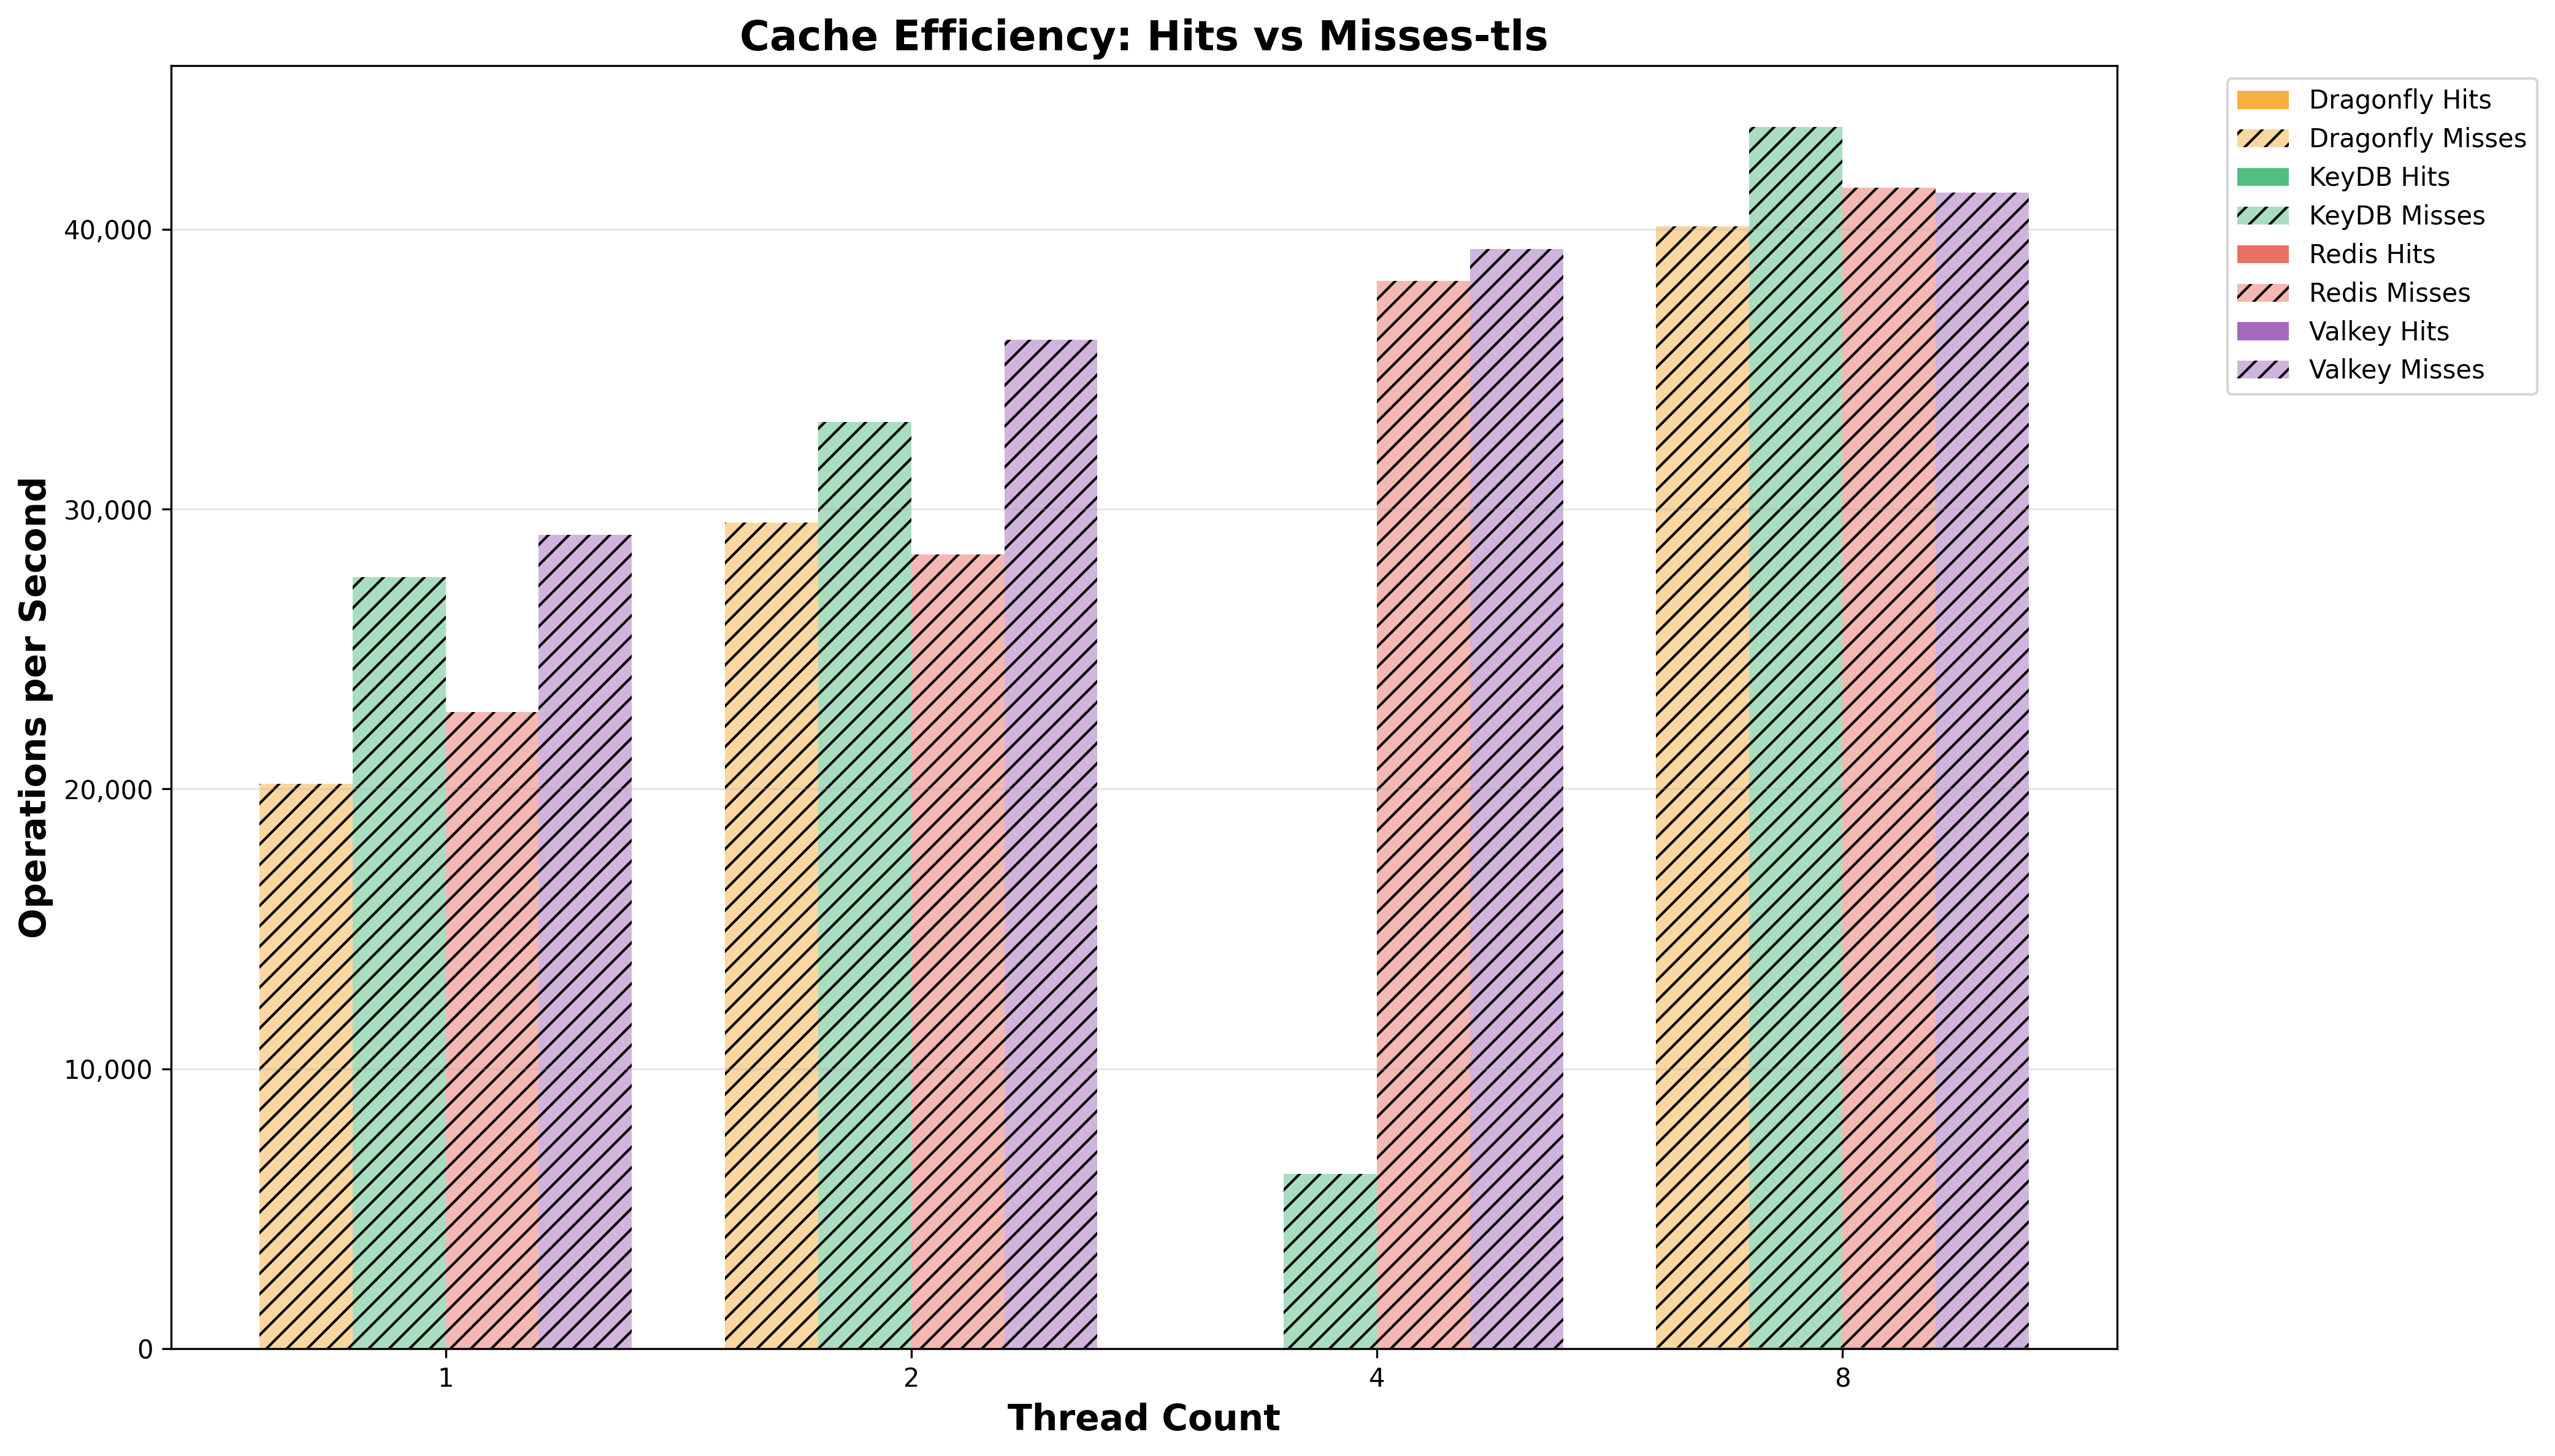 Cache Efficiency: Hits vs Misses-tls
Operations per Second
40,000
30,000
20,000
10,000
0
1
2
4
8
Thread Count
Dragonfly Hits
Dragonfly Misses
KeyDB Hits
KeyDB Misses
Redis Hits
Redis Misses
Valkey Hits
Valkey Misses